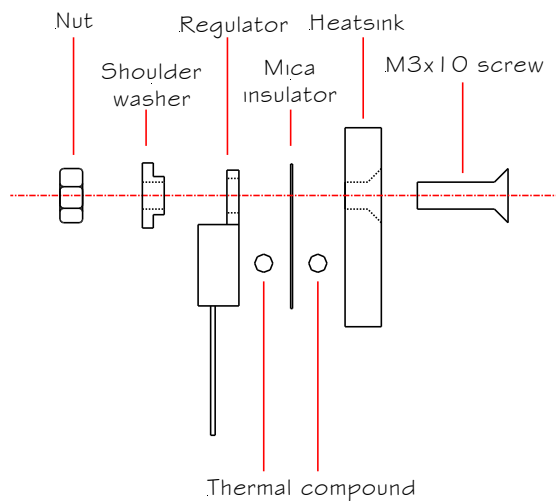 Nut
Regulator
Heatsink
Shoulder
washer
Mica
insulator
M3x10 screw
Thermal compound